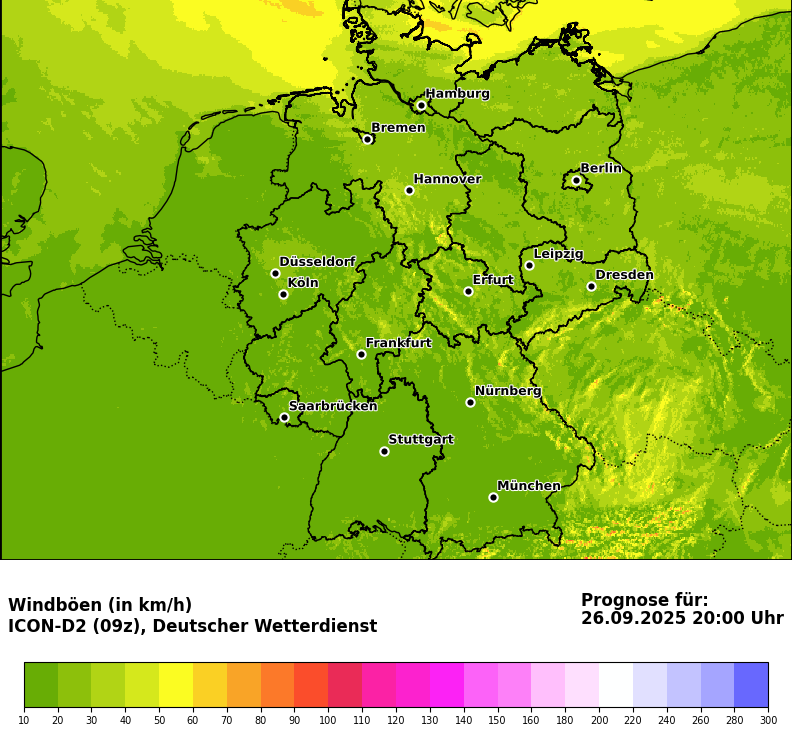 Hamburg
Bremen
Berlin
Hannover
Leipzig
Düsseldorf
Dresden
Köln
Erfurt
Frankfurt
Nürnberg
Saarbrücken
Stuttgart
München
Windböen (in km/h)
ICON-D2 (09z), Deutscher Wetterdienst
Prognose für:
26.09.2025 20:00 Uhr
10 20 30 40 50 60 70 80 90 100 110 120 130 140 150 160 180 200 220 240 260 280 300